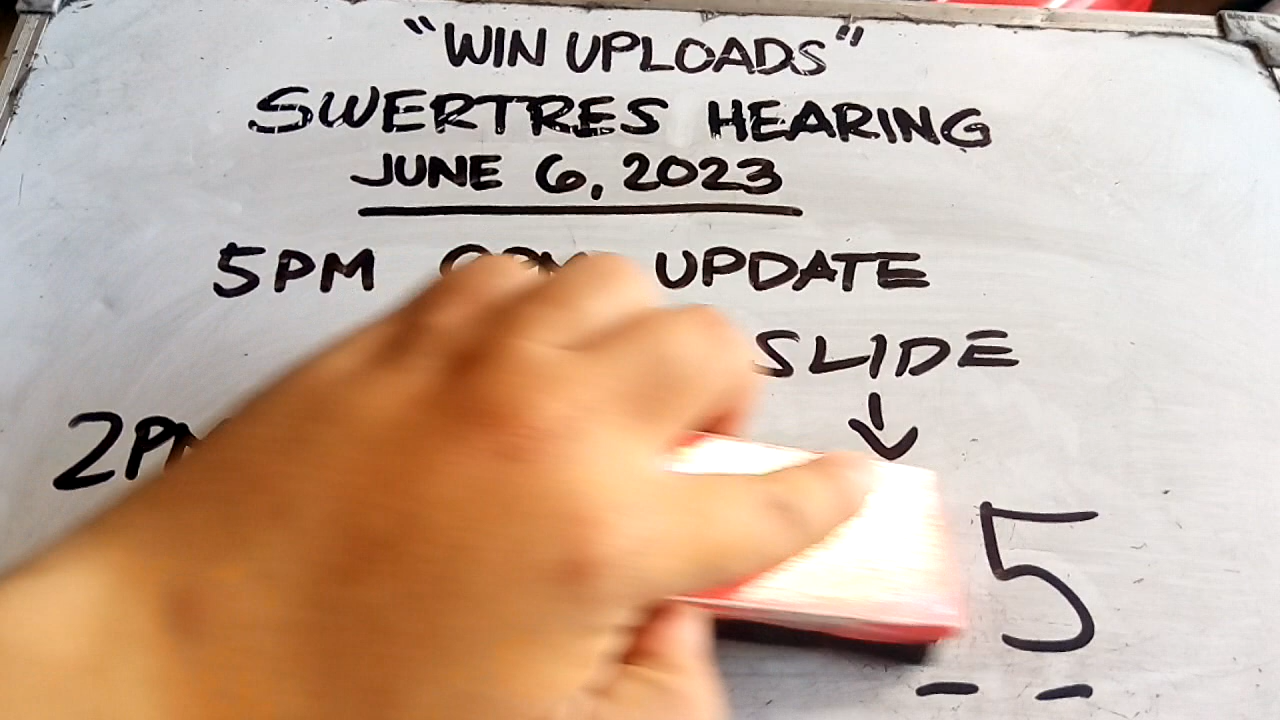 “WIN UPLOADS”
SWERTRES HEARING
JUNE 6, 2023
5PM UPDATE
SLIDE
5